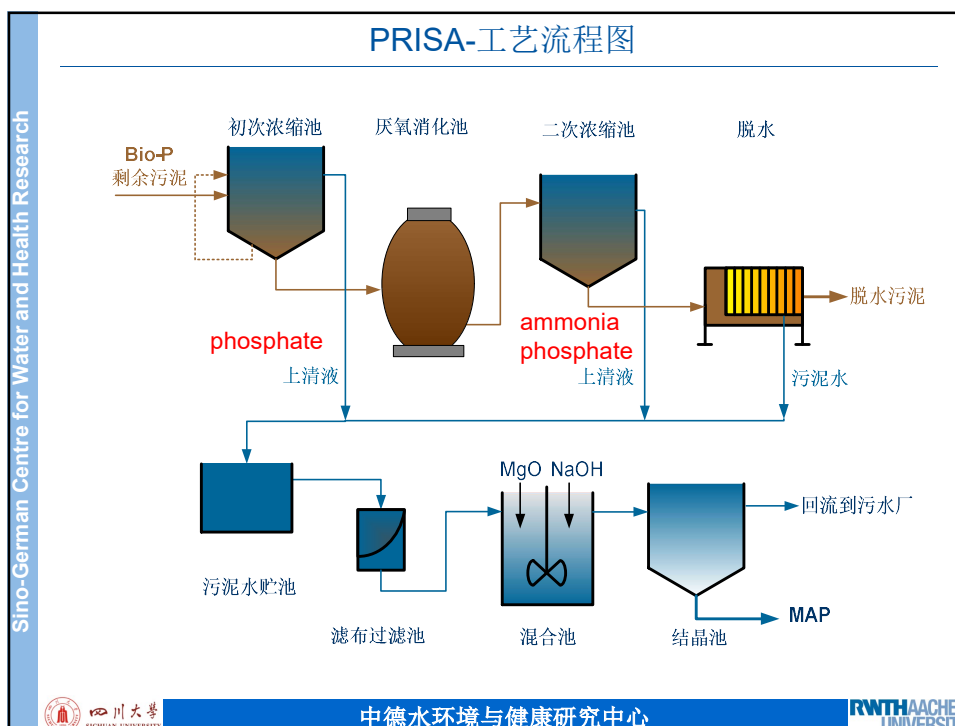 PRISA-工艺流程图
Sino-German Centre for Water and Health Research
初次浓缩池
厌氧消化池
二次浓缩池
脱水
Bio-P
剩余污泥
脱水污泥
phosphate
ammonia
phosphate
上清液
上清液
污泥水
MgO NaOH
回流到污水厂
污泥水贮池
滤布过滤池
混合池
结晶池
MAP
四川大学
SICHUAN UNIVERSITY
中德水环境与健康研究中心
RWTHAACHE
UNIVERSIT